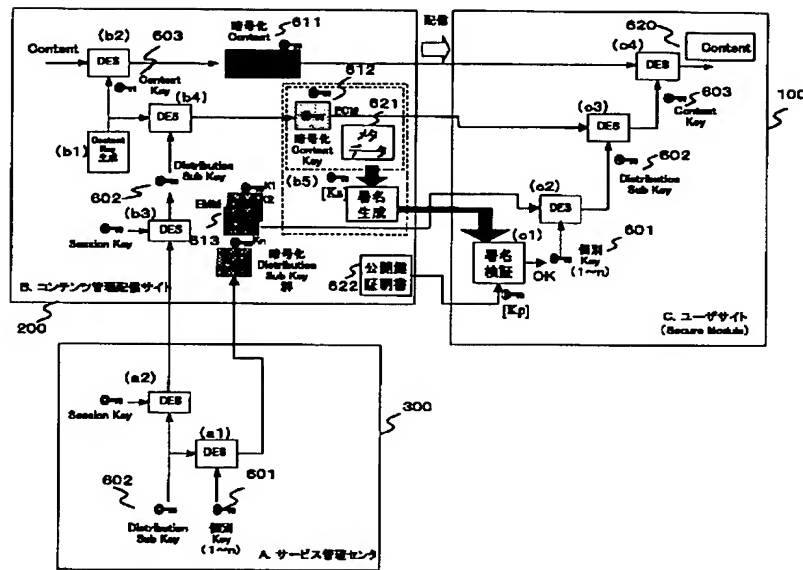 (b2)
603
暗号化
Content
611
配信
620
Content
DES
Content
Key
(c4)
DES
Content
612
(b4)
DES
PCM
621
メタ
データ
暗号化
Content
Key
(c3)
DES
603
Content
Key
100
(b1)
生成
Distribution
Sub Key
602
602
Distribution
Sub Key
(b5)
[Ks]
署名
生成
K1
K2
EMM
613
Kn
(c2)
DES
(b3)
DES
Session Key
暗号化
Distribution
Sub Key
群
(c1)
署名
検証
OK
個別
Key
(1~n)
601
公開鍵
証明書
622
[Kp]
B. コンテンツ管理配信サイト
200
C. ユーザサイト
(Secure Module)
(a2)
DES
Session Key
300
(a1)
DES
602
601
Distribution
Sub Key
個別
Key
(1~n)
A. サービス管理センタ